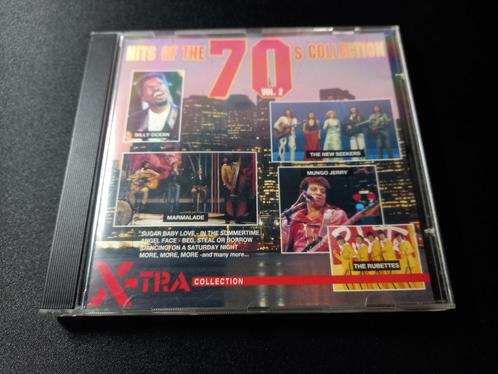 HITS OF THE 70'S COLLECTION
VOL. 2
BILLY OCEAN
THE NEW SEEKERS
MARMALADE
MUNGO JERRY
SUGAR BABY LOVE - IN THE SUMMERTIME
ANGEL FACE - BEG, STEAL OR BORROW
DANCING ON A SATURDAY NIGHT
MORE, MORE, MORE -and many more...
THE RUBETTES
X-TRA COLLECTION